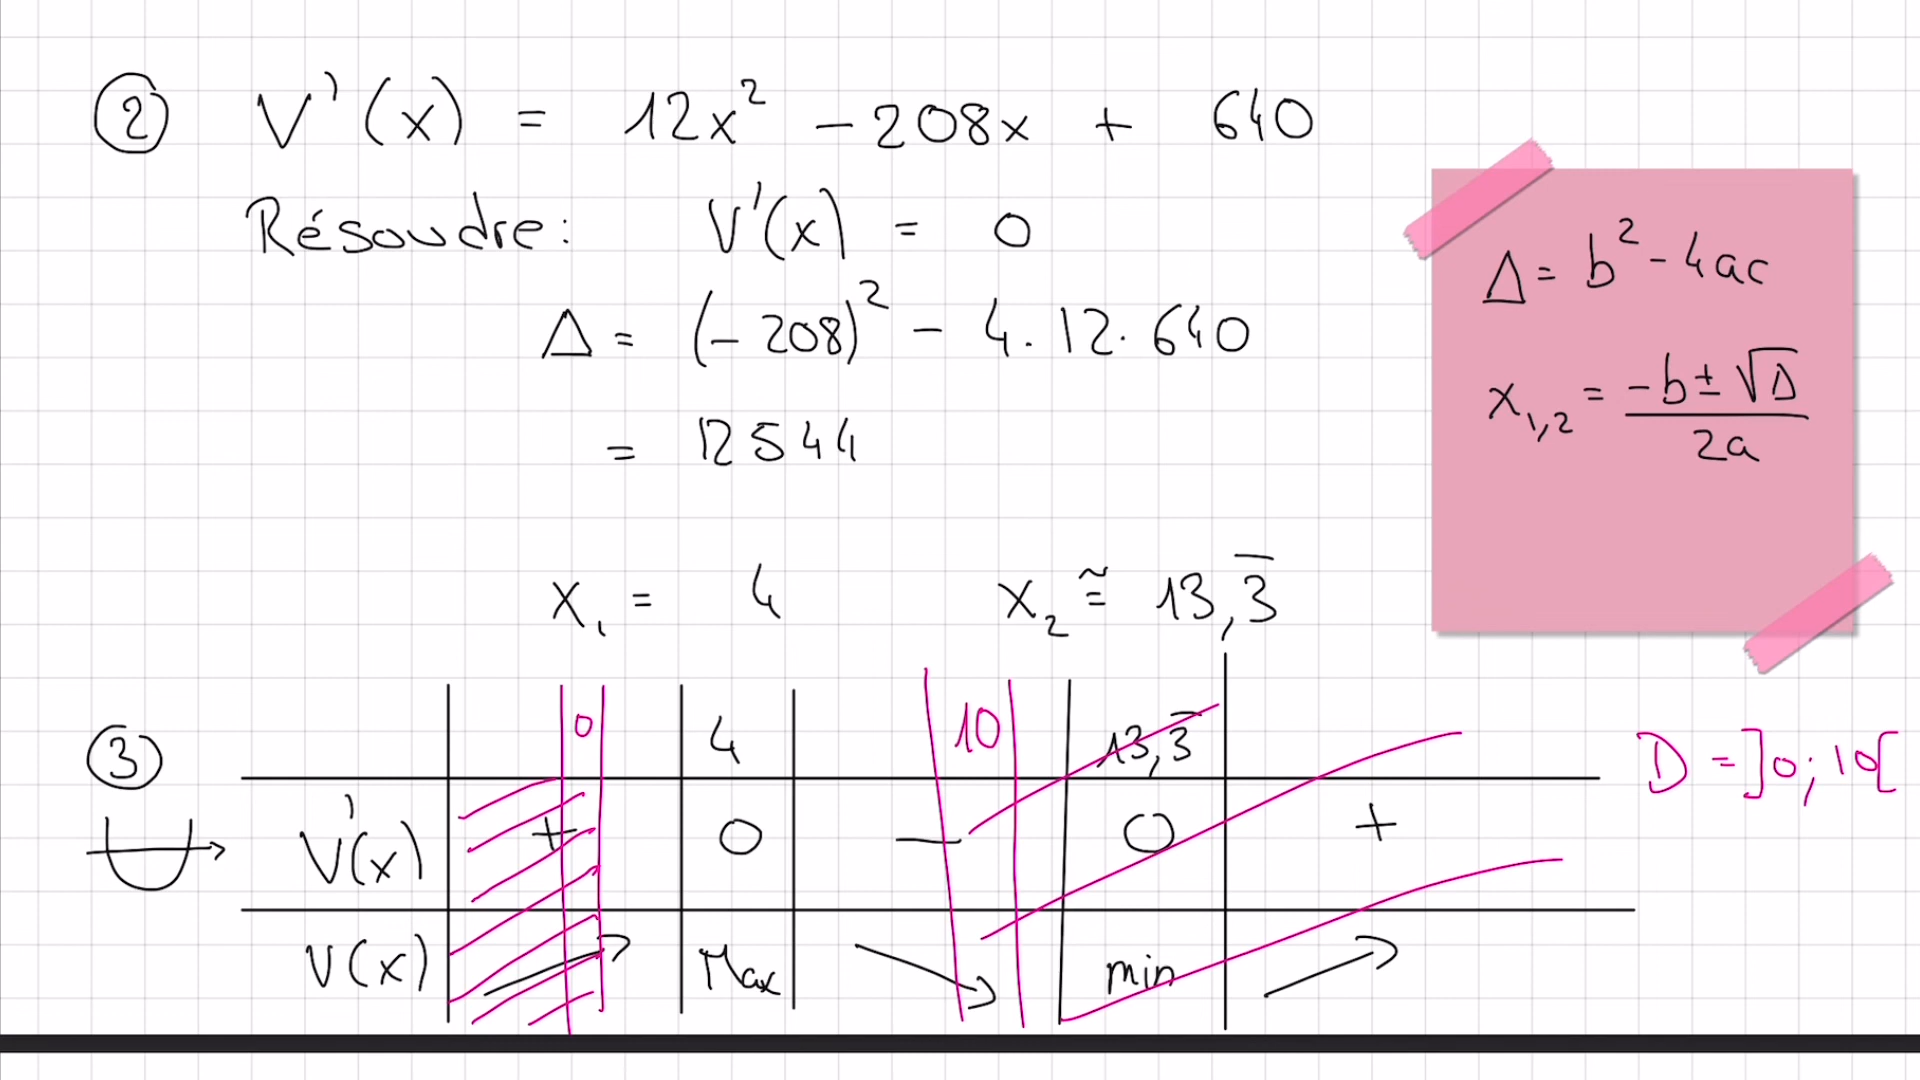 ② V'(x) = 12x² - 208x + 640
Résoudre: V'(x) = 0
Δ = (-208)² - 4.12.640
= 12544
x₁ = 4 x₂ ≅ 13,3̅
Δ = b² - 4ac
x₁,₂ = (-b ± √Δ) / 2a
③ 0 4 10 13,3̅
D = ]0; 10[
V'(x) + 0 - 0 +
V(x) Max min